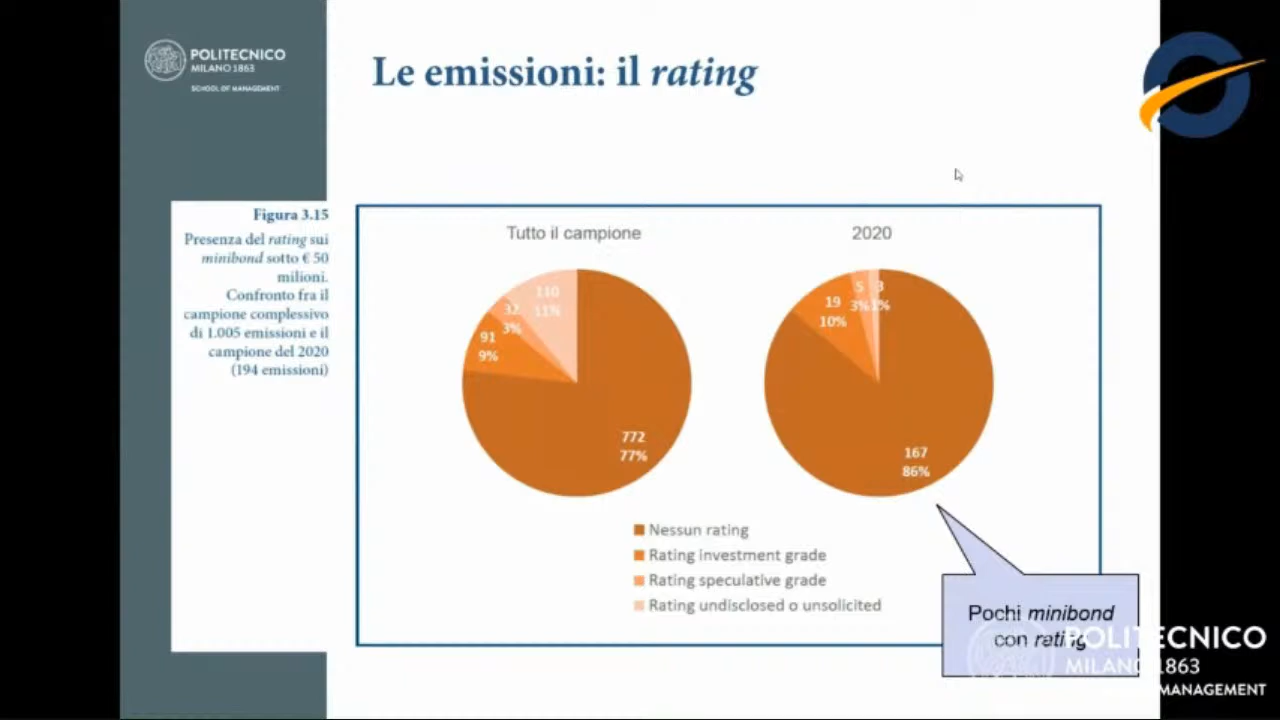 POLITECNICO
MILANO 1863
SCHOOL OF MANAGEMENT
Le emissioni: il rating
Figura 3.15
Presenza del rating sui
minibond sotto € 50
milioni.
Confronto fra il
campione complessivo
di 1.005 emissioni e il
campione del 2020
(194 emissioni)
Tutto il campione
110
11%
32
3%
91
9%
772
77%
2020
5
3%
3
1%
19
10%
167
86%
Nessun rating
Rating investment grade
Rating speculative grade
Rating undisclosed o unsolicited
Pochi minibond
con rating
POLITECNICO
MILANO 1863
MANAGEMENT